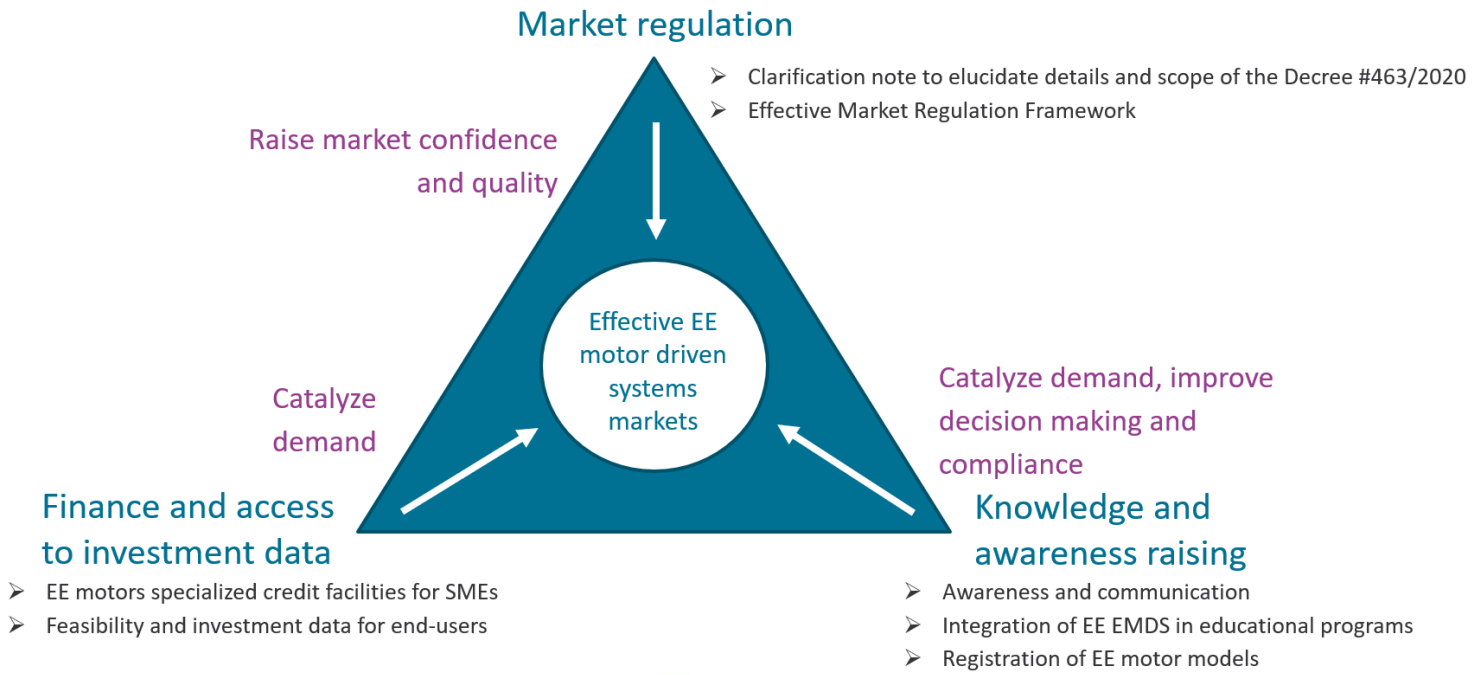 Market regulation
➢ Clarification note to elucidate details and scope of the Decree #463/2020
➢ Effective Market Regulation Framework
Raise market confidence
and quality
Effective EE
motor driven
systems
markets
Catalyze
demand
Catalyze demand, improve
decision making and
compliance
Finance and access
to investment data
➢ EE motors specialized credit facilities for SMEs
➢ Feasibility and investment data for end-users
Knowledge and
awareness raising
➢ Awareness and communication
➢ Integration of EE EMDS in educational programs
➢ Registration of EE motor models